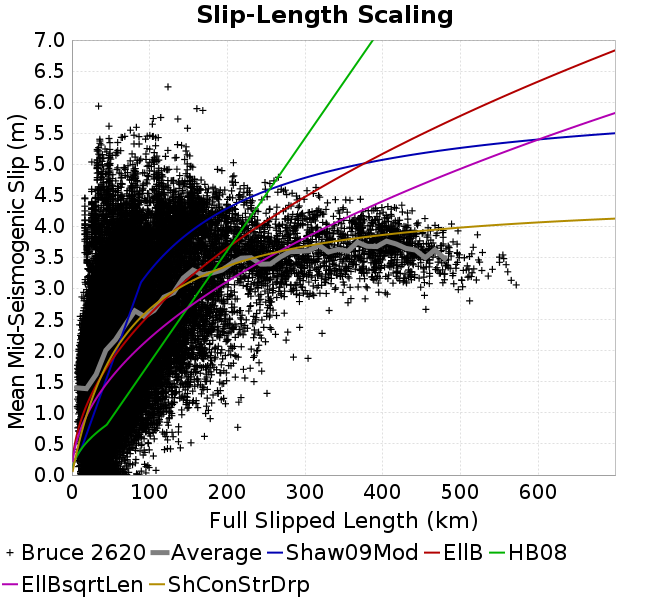 Slip-Length Scaling
Mean Mid-Seismogenic Slip (m)
7.0
6.5
6.0
5.5
5.0
4.5
4.0
3.5
3.0
2.5
2.0
1.5
1.0
0.5
0.0
0 100 200 300 400 500 600
Full Slipped Length (km)
Bruce 2620 Average Shaw09Mod EllB HB08
EllBsqrtLen ShConStrDrp